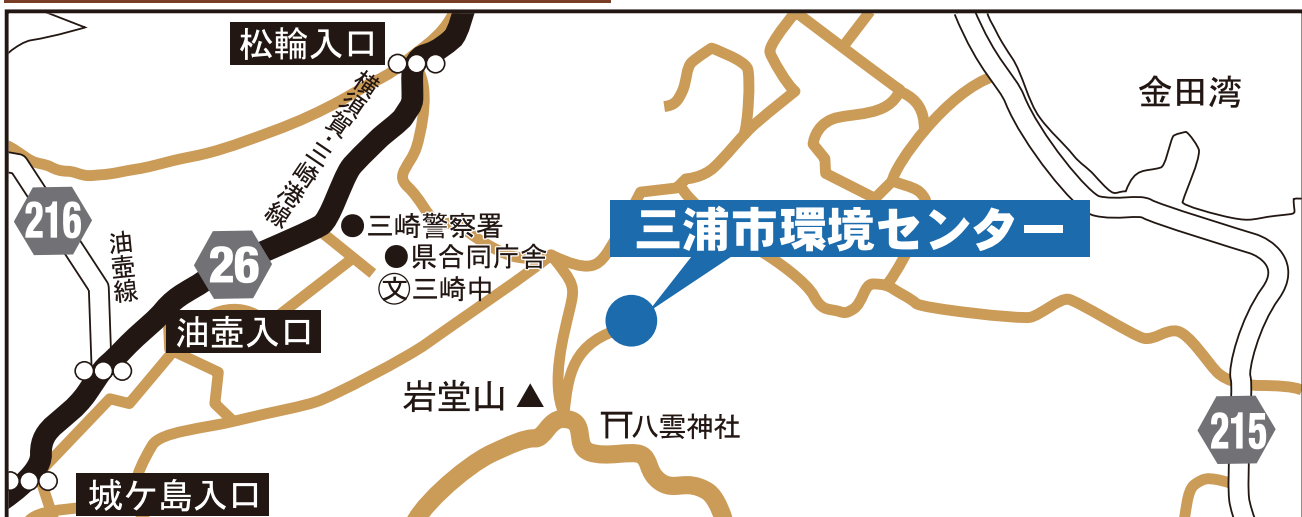 松輪入口
横須賀・三崎港線
金田湾
216
油壺線
26
三崎警察署
県合同庁舎
文三崎中
三浦市環境センター
油壺入口
岩堂山
八雲神社
215
城ケ島入口